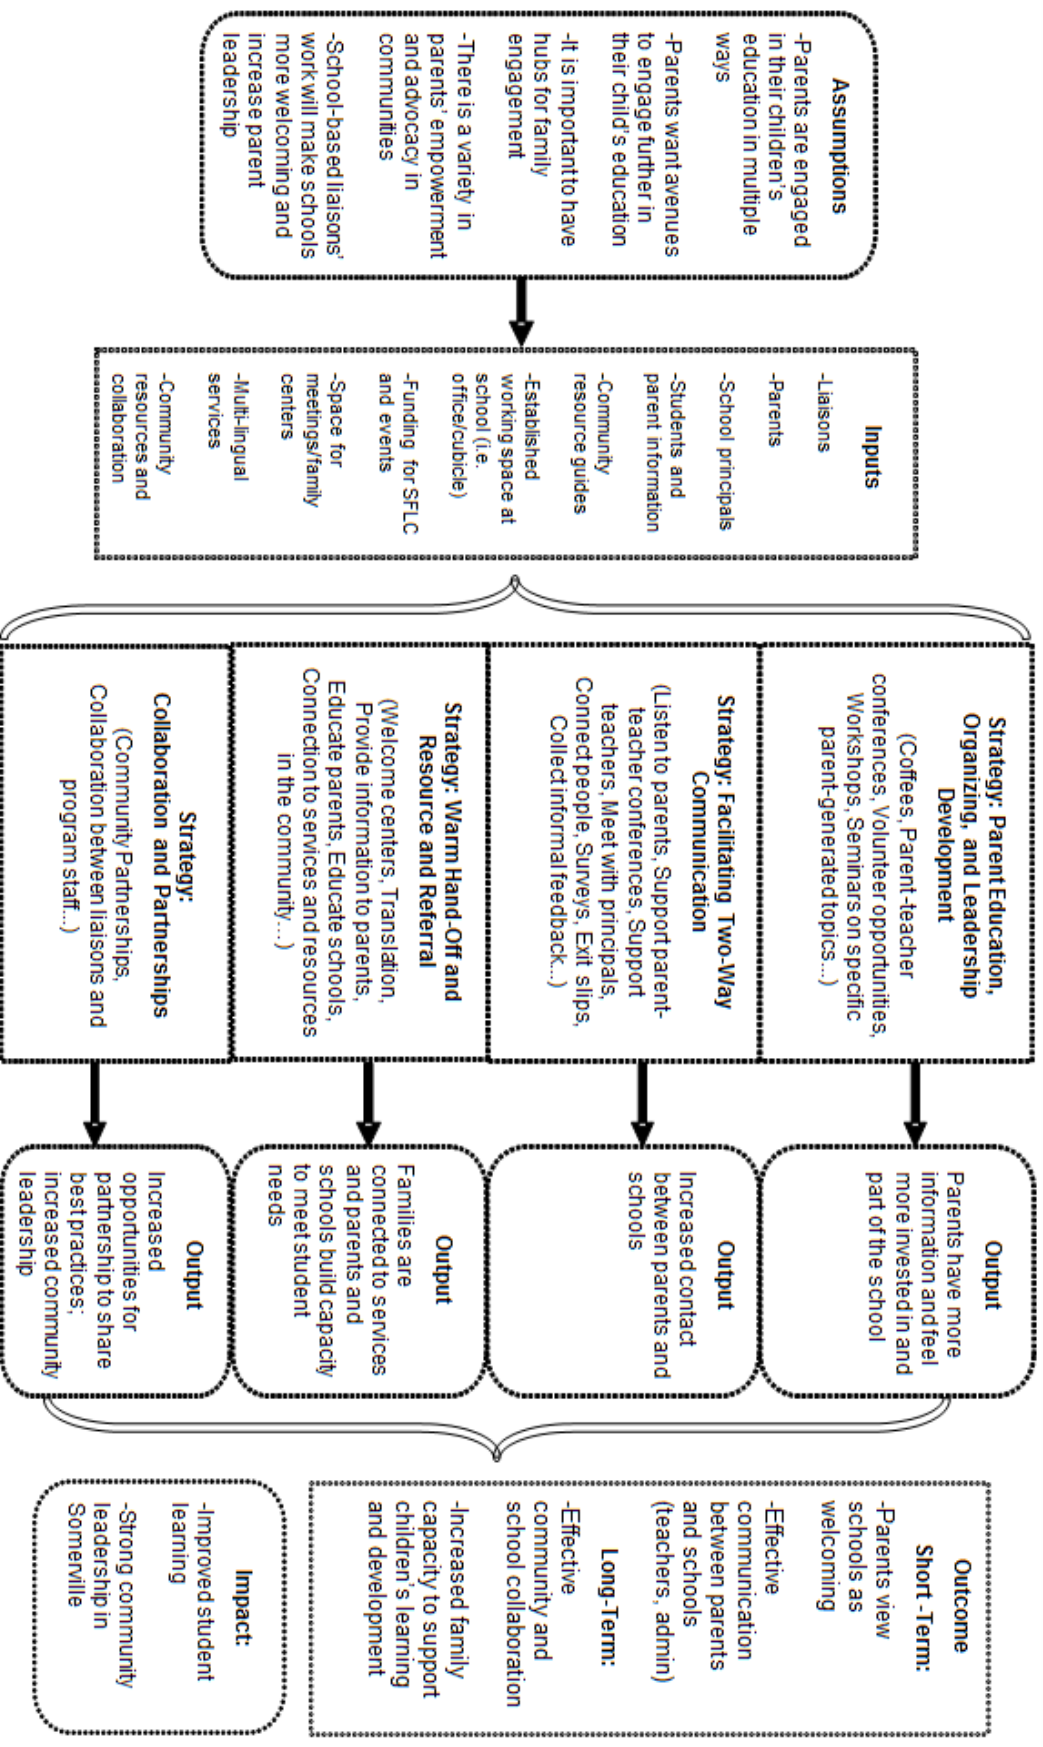 Assumptions
-Parents are engaged
in their children's
education in multiple
ways
-Parents want avenues
to engage further in
their child's education
-It is important to have
hubs for family
engagement
-There is a variety in
parents' empowerment
and advocacy in
communities
-School-based liaisons'
work will make schools
more welcoming and
increase parent
leadership
Inputs
-Liaisons
-Parents
-School principals
-Students and
parent information
-Community
resource guides
-Established
working space at
school (i.e.
office/cubicle)
-Funding for SFLC
and events
-Space for
meetings/family
centers
-Multi-lingual
services
-Community
resources and
collaboration
Strategy: Parent Education,
Organizing, and Leadership
Development
(Coffees, Parent-teacher
conferences, Volunteer opportunities,
Workshops, Seminars on specific
parent-generated topics...)
Strategy: Facilitating Two-Way
Communication
(Listen to parents, Support parent-
teacher conferences, Support
teachers, Meet with principals,
Connect people, Surveys, Exit slips,
Collect informal feedback...)
Strategy: Warm Hand-Off and
Resource and Referral
(Welcome centers, Translation,
Provide information to parents,
Educate parents, Educate schools,
Connection to services and resources
in the community...)
Strategy:
Collaboration and Partnerships
(Community Partnerships,
Collaboration between liaisons and
program staff...)
Output
Parents have more
information and feel
more invested in and
part of the school
Output
Increased contact
between parents and
schools
Output
Families are
connected to services
and parents and
schools build capacity
to meet student
needs
Output
Increased
opportunities for
partnership to share
best practices;
increased community
leadership
Outcome
Short -Term:
-Parents view
schools as
welcoming
-Effective
communication
between parents
and schools
(teachers, admin)
Long-Term:
-Effective
community and
school collaboration
-Increased family
capacity to support
children's learning
and development
Impact:
-Improved student
learning
-Strong community
leadership in
Somerville